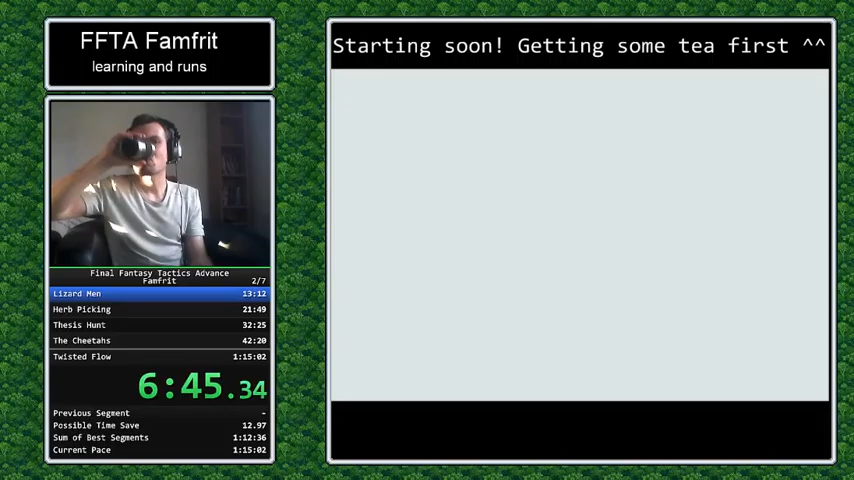 FFTA Famfrit
learning and runs
Starting soon! Getting some tea first ^^
Final Fantasy Tactics Advance
Famfrit 2/7
Lizard Men 13:12
Herb Picking 21:49
Thesis Hunt 32:25
The Cheetahs 42:20
Twisted Flow 1:15:02
6:45.34
Previous Segment -
Possible Time Save 12.97
Sum of Best Segments 1:12:36
Current Pace 1:15:02